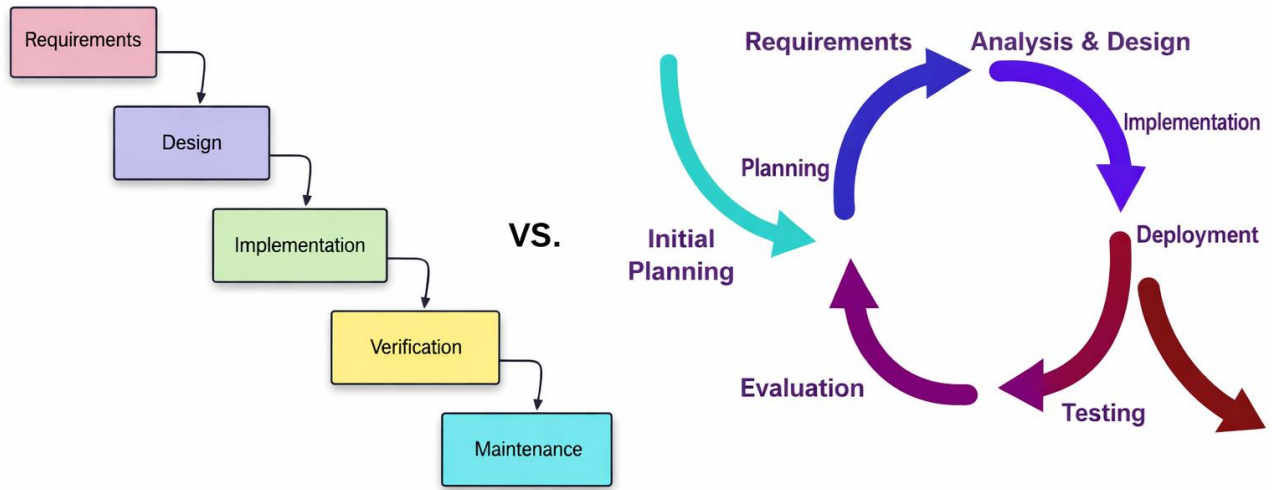 Requirements
Design
Implementation
Verification
Maintenance
VS.
Requirements
Analysis & Design
Implementation
Planning
Initial
Planning
Deployment
Evaluation
Testing